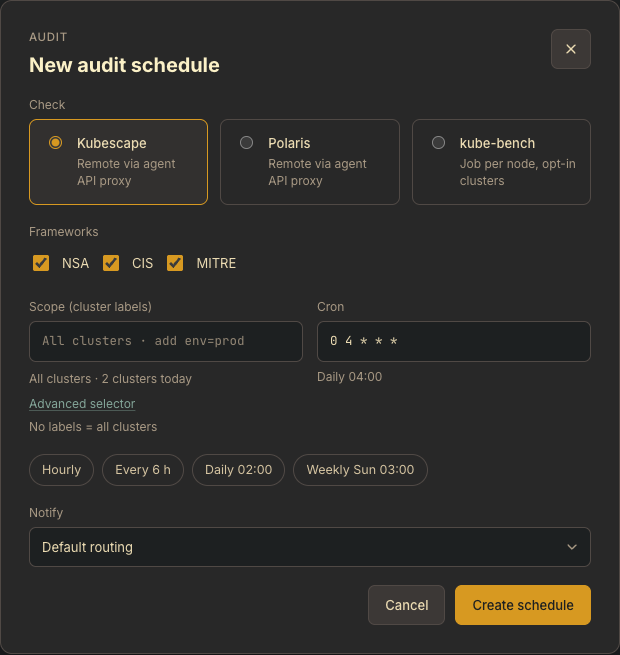 AUDIT
New audit schedule
Check
Kubescape
Remote via agent
API proxy
Polaris
Remote via agent
API proxy
kube-bench
Job per node, opt-in
clusters
Frameworks
NSA
CIS
MITRE
Scope (cluster labels)
All clusters · add env=prod
All clusters · 2 clusters today
Advanced selector
No labels = all clusters
Cron
0 4 * * *
Daily 04:00
Hourly
Every 6 h
Daily 02:00
Weekly Sun 03:00
Notify
Default routing
Cancel
Create schedule